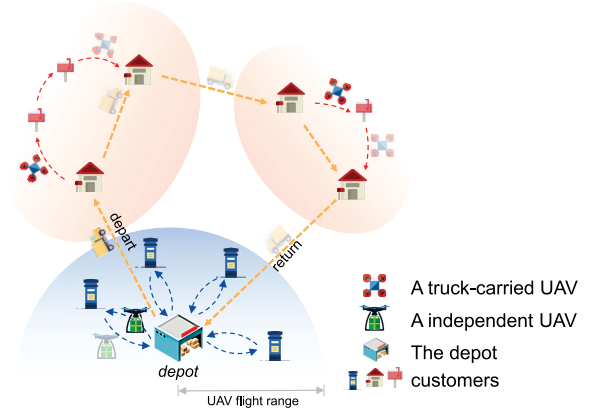 depart
return
depot
UAV flight range
A truck-carried UAV
A independent UAV
The depot
customers